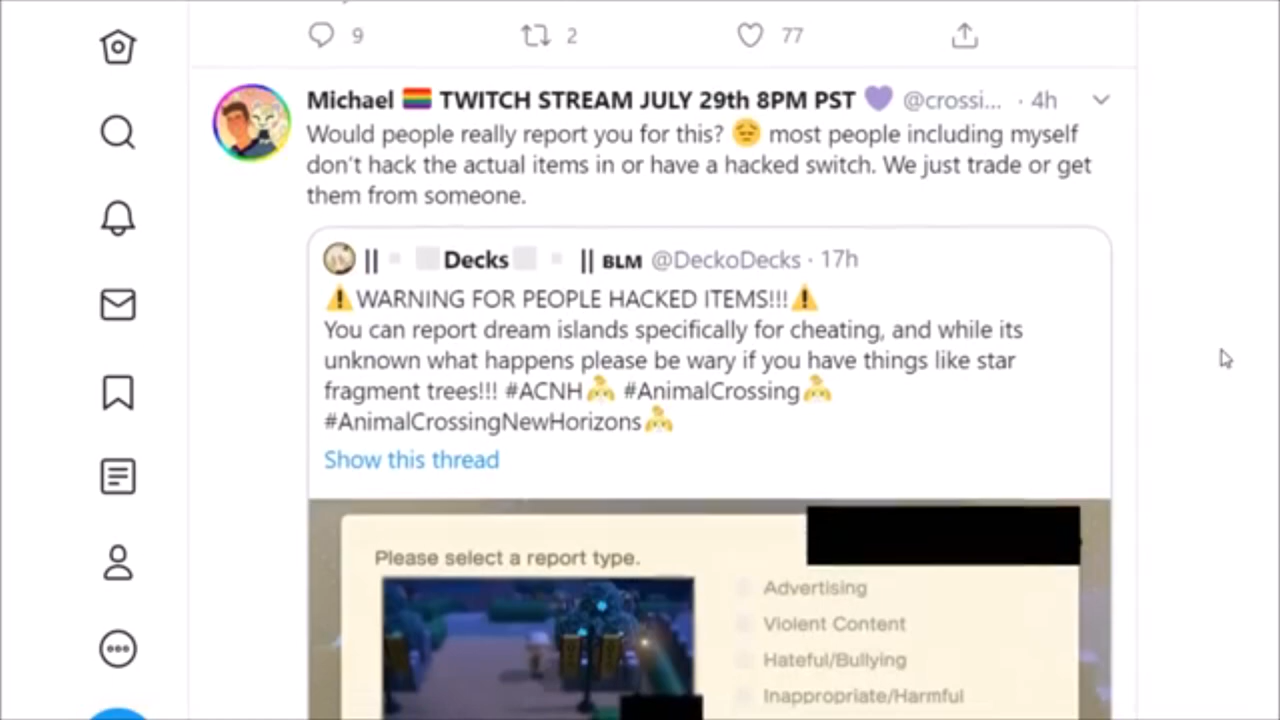 9 2 77
Michael 🏳️‍🌈 TWITCH STREAM JULY 29th 8PM PST 💜 @crossi... · 4h
Would people really report you for this? 😔 most people including myself
don't hack the actual items in or have a hacked switch. We just trade or get
them from someone.
|| Decks || BLM @DeckoDecks · 17h
⚠️WARNING FOR PEOPLE HACKED ITEMS!!!⚠️
You can report dream islands specifically for cheating, and while its
unknown what happens please be wary if you have things like star
fragment trees!!! #ACNH #AnimalCrossing
#AnimalCrossingNewHorizons
Show this thread
Please select a report type.
Advertising
Violent Content
Hateful/Bullying
Inappropriate/Harmful